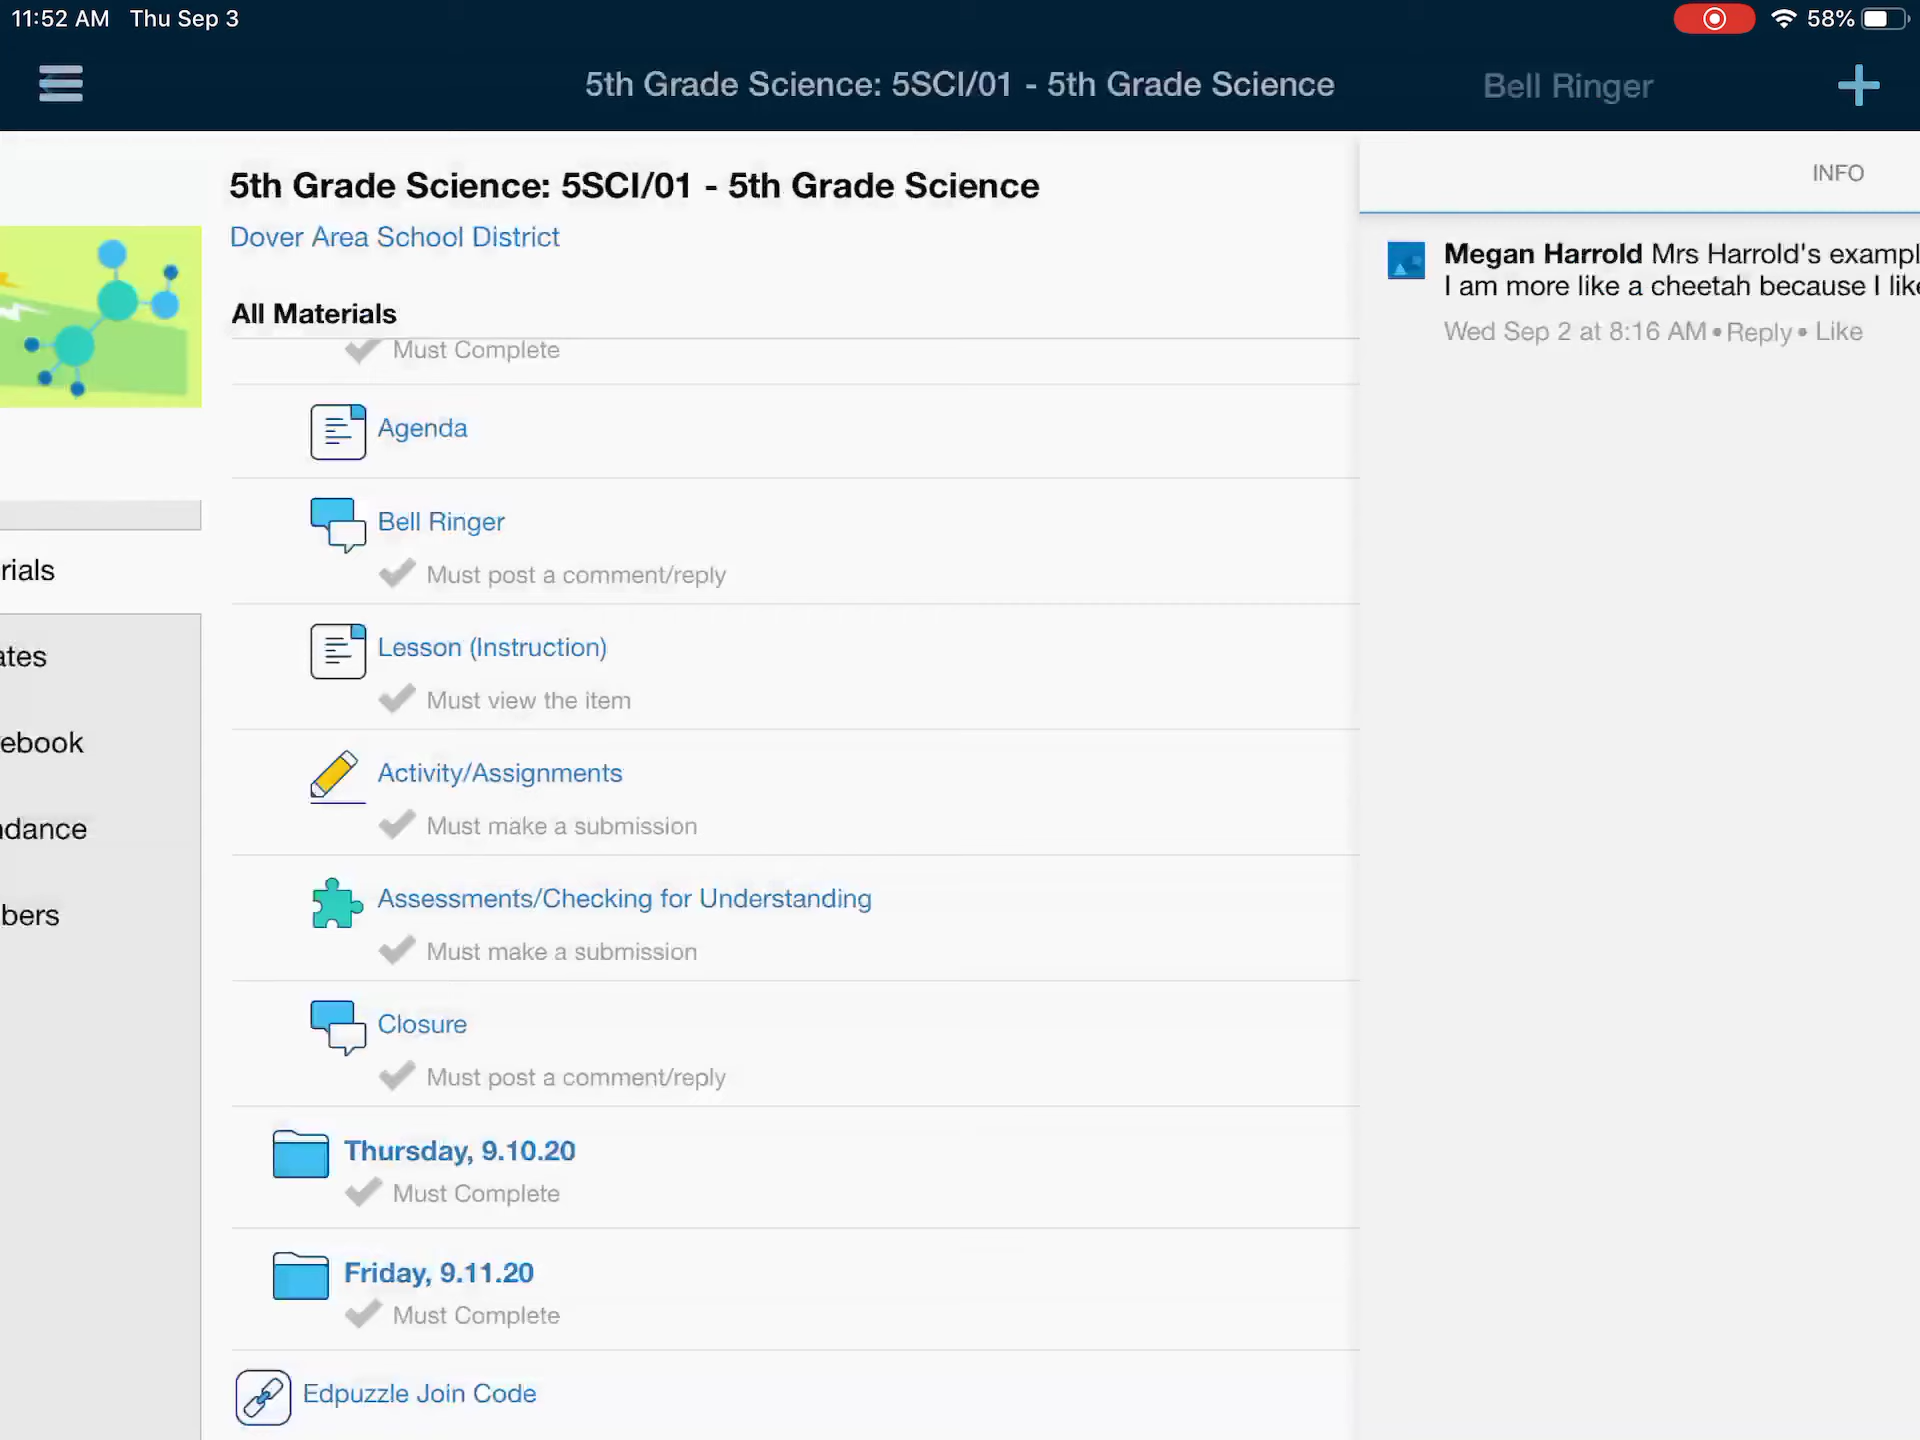 11:52 AM Thu Sep 3
58%
5th Grade Science: 5SCI/01 - 5th Grade Science
Bell Ringer
5th Grade Science: 5SCI/01 - 5th Grade Science
Dover Area School District
All Materials
Must Complete
Agenda
Bell Ringer
Must post a comment/reply
Lesson (Instruction)
Must view the item
Activity/Assignments
Must make a submission
Assessments/Checking for Understanding
Must make a submission
Closure
Must post a comment/reply
Thursday, 9.10.20
Must Complete
Friday, 9.11.20
Must Complete
Edpuzzle Join Code
rials
ates
ebook
ndance
bers
INFO
Megan Harrold Mrs Harrold's exampl
I am more like a cheetah because I like
Wed Sep 2 at 8:16 AM • Reply • Like